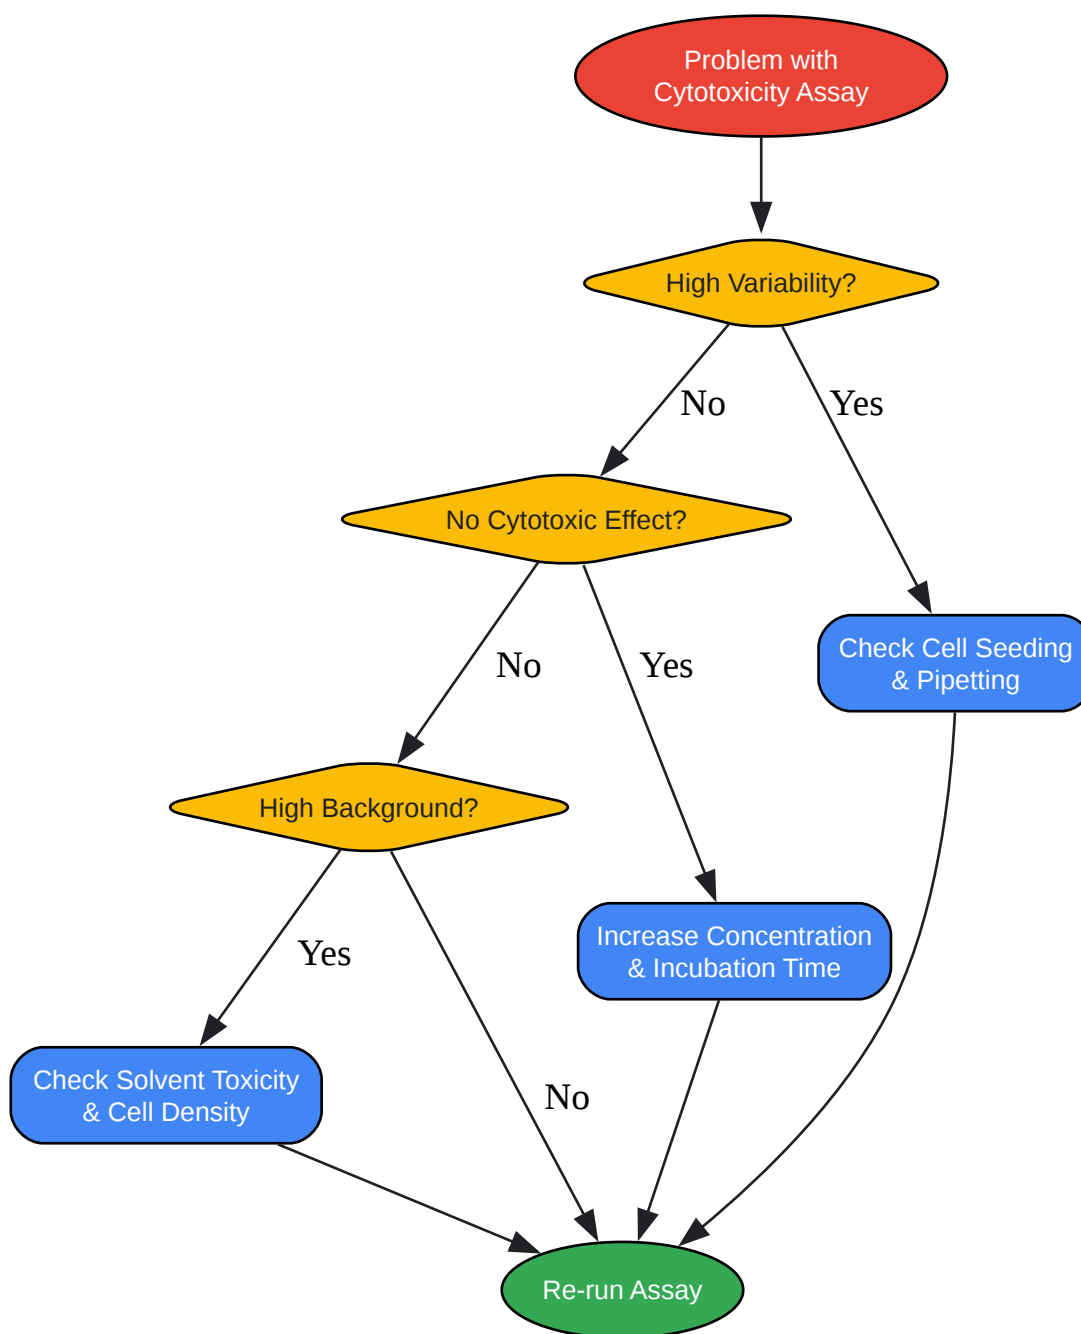 Problem with
Cytotoxicity Assay
High Variability?
No
Yes
No Cytotoxic Effect?
No
Yes
Check Cell Seeding
& Pipetting
High Background?
Yes
Increase Concentration
& Incubation Time
Check Solvent Toxicity
& Cell Density
No
Re-run Assay